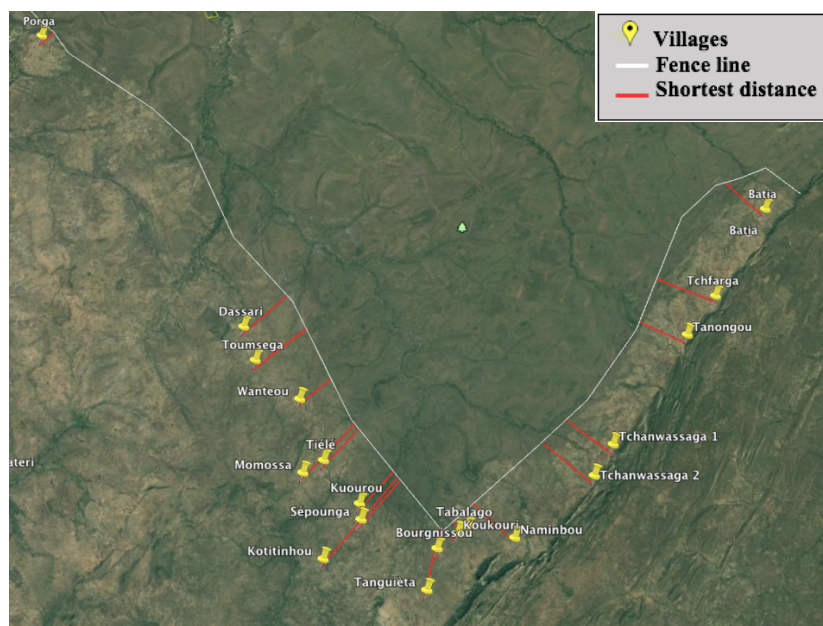 Porga
Villages
Fence line
Shortest distance
Batia
Batia
Tchfarga
Dassari
Tanongou
Toumsega
Wanteou
Tchanwassaga 1
Tiélé
Momossa
ateri
Tchanwassaga 2
Kuourou
Sépounga
Tabalago
Koukouri
Naminbou
Bourgnissou
Kotitinhou
Tanguiéta